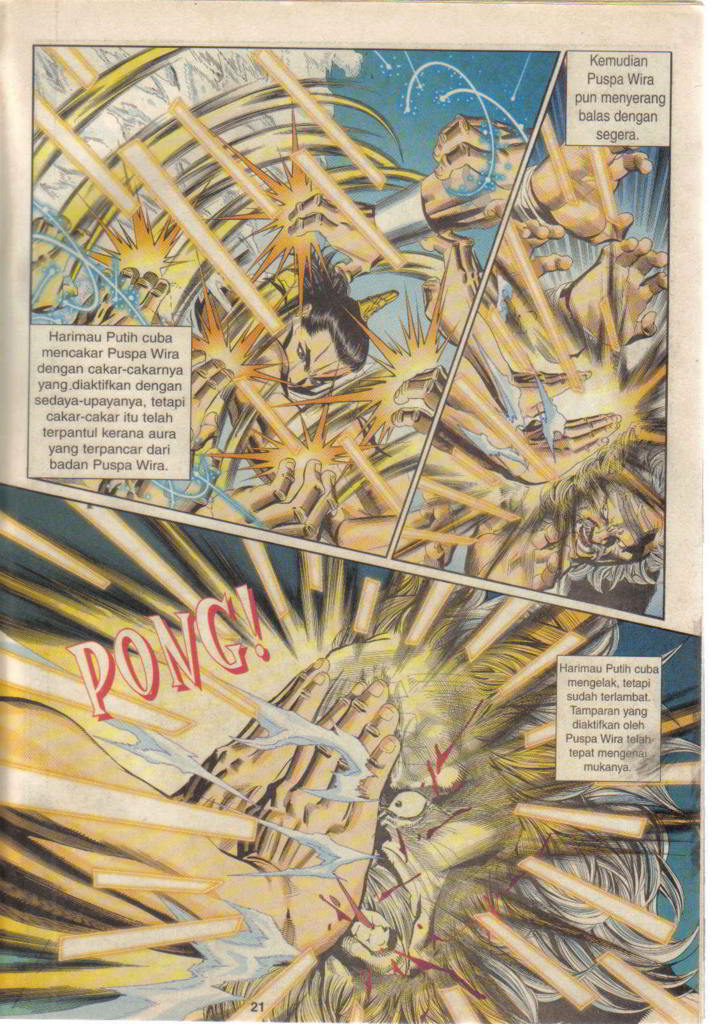 Harimau Putih cuba
mencakar Puspa Wira
dengan cakar-cakarnya
yang diaktifkan dengan
sedaya-upayanya, tetapi
cakar-cakar itu telah
terpantul kerana aura
yang terpancar dari
badan Puspa Wira.
Kemudian
Puspa Wira
pun menyerang
balas dengan
segera.
PONG!
Harimau Putih cuba
mengelak, tetapi
sudah terlambat.
Tamparan yang
diaktifkan oleh
Puspa Wira telah
tepat mengenai
mukanya.
21